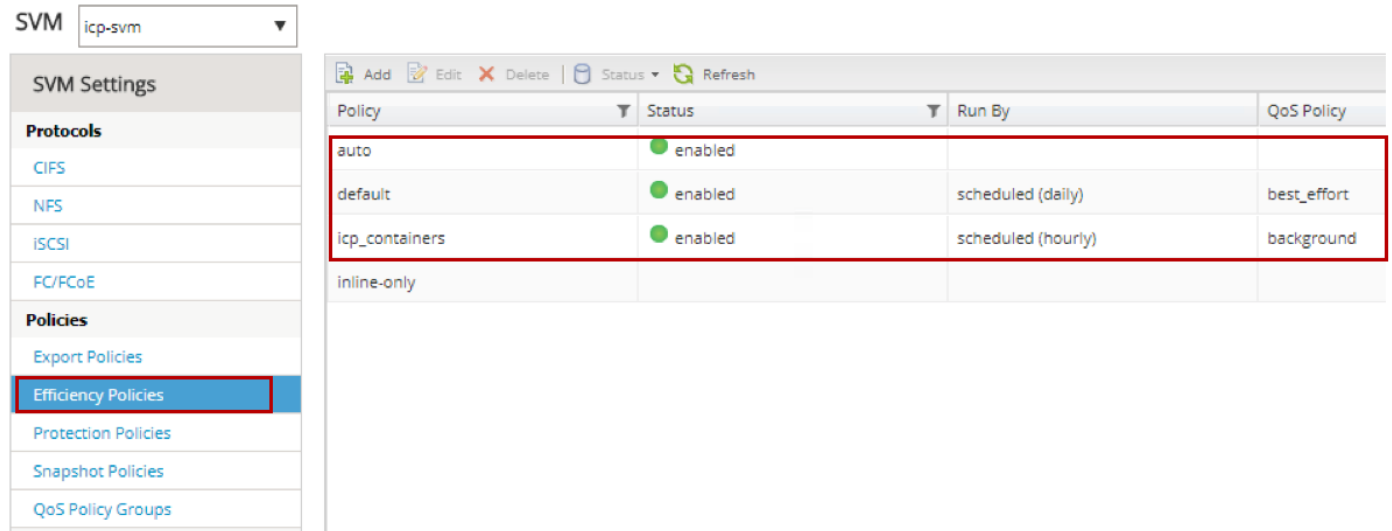 SVM icp-svm
SVM Settings
Protocols
CIFS
NFS
iSCSI
FC/FCoE
Policies
Export Policies
Efficiency Policies
Protection Policies
Snapshot Policies
QoS Policy Groups
Add Edit Delete Status Refresh
Policy Status Run By QoS Policy
auto enabled
default enabled scheduled (daily) best_effort
icp_containers enabled scheduled (hourly) background
inline-only